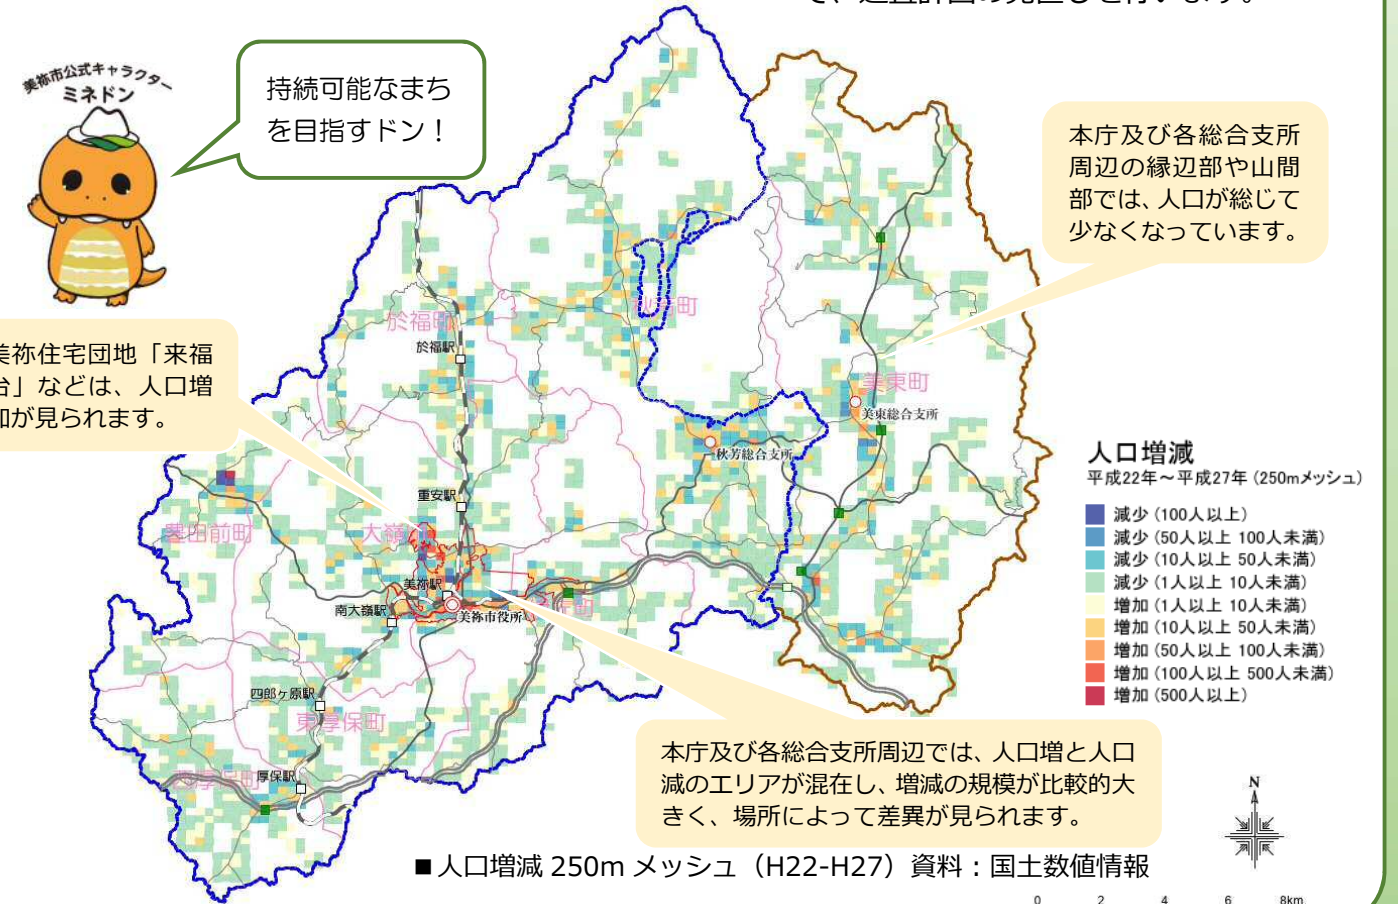 美祢市公式キャラクター
ミネドン
持続可能なまち
を目指すドン！
本庁及び各総合支所
周辺の縁辺部や山間
部では、人口が総じて
少なくなっています。
美祢住宅団地「来福
台」などは、人口増
加が見られます。
於福町
於福駅
秋芳町
美東町
美東総合支所
秋芳総合支所
重安駅
豊田前町
大嶺
美祢駅
南大嶺駅
美祢市役所
四郎ヶ原駅
東厚保町
厚保駅
人口増減
平成22年～平成27年 (250mメッシュ)
減少 (100人以上)
減少 (50人以上 100人未満)
減少 (10人以上 50人未満)
減少 (1人以上 10人未満)
増加 (1人以上 10人未満)
増加 (10人以上 50人未満)
増加 (50人以上 100人未満)
増加 (100人以上 500人未満)
増加 (500人以上)
本庁及び各総合支所周辺では、人口増と人口
減のエリアが混在し、増減の規模が比較的大
きく、場所によって差異が見られます。
N
■人口増減 250m メッシュ（H22-H27）資料：国土数値情報
0 2 4 6 8km